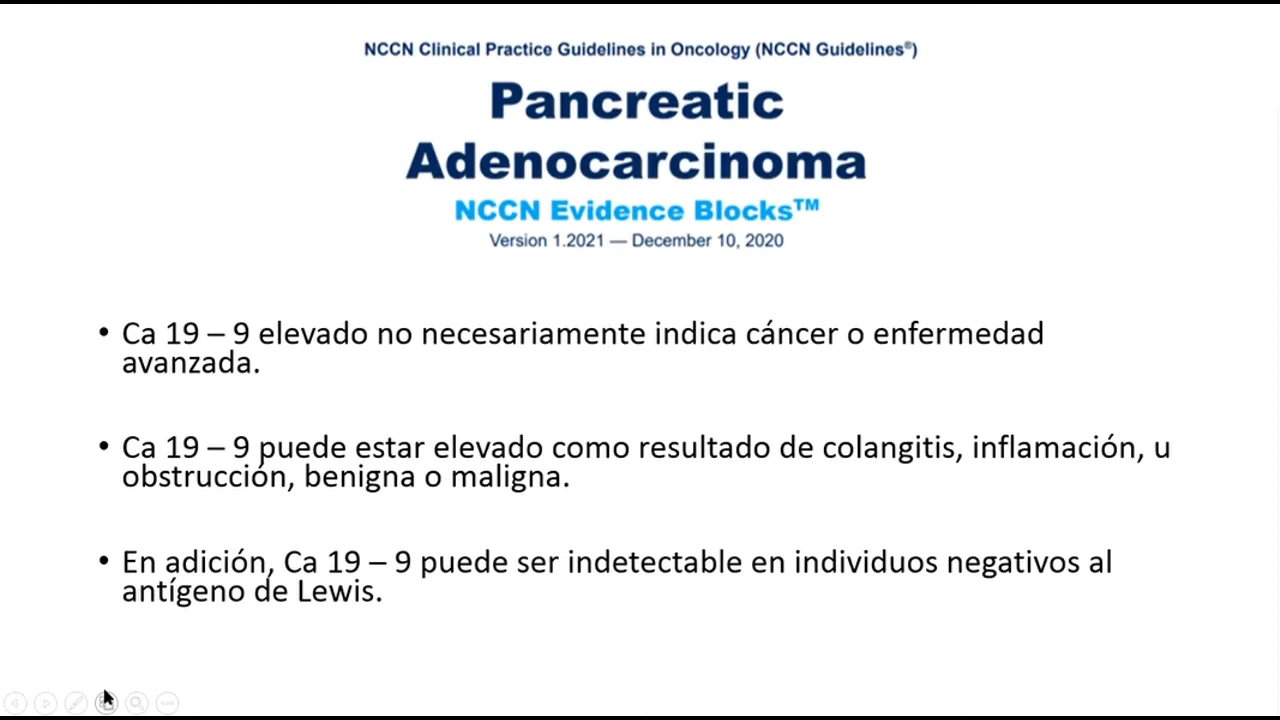 NCCN Clinical Practice Guidelines in Oncology (NCCN Guidelines®)
Pancreatic
Adenocarcinoma
NCCN Evidence Blocks™
Version 1.2021 — December 10, 2020
• Ca 19 – 9 elevado no necesariamente indica cáncer o enfermedad
avanzada.
• Ca 19 – 9 puede estar elevado como resultado de colangitis, inflamación, u
obstrucción, benigna o maligna.
• En adición, Ca 19 – 9 puede ser indetectable en individuos negativos al
antígeno de Lewis.